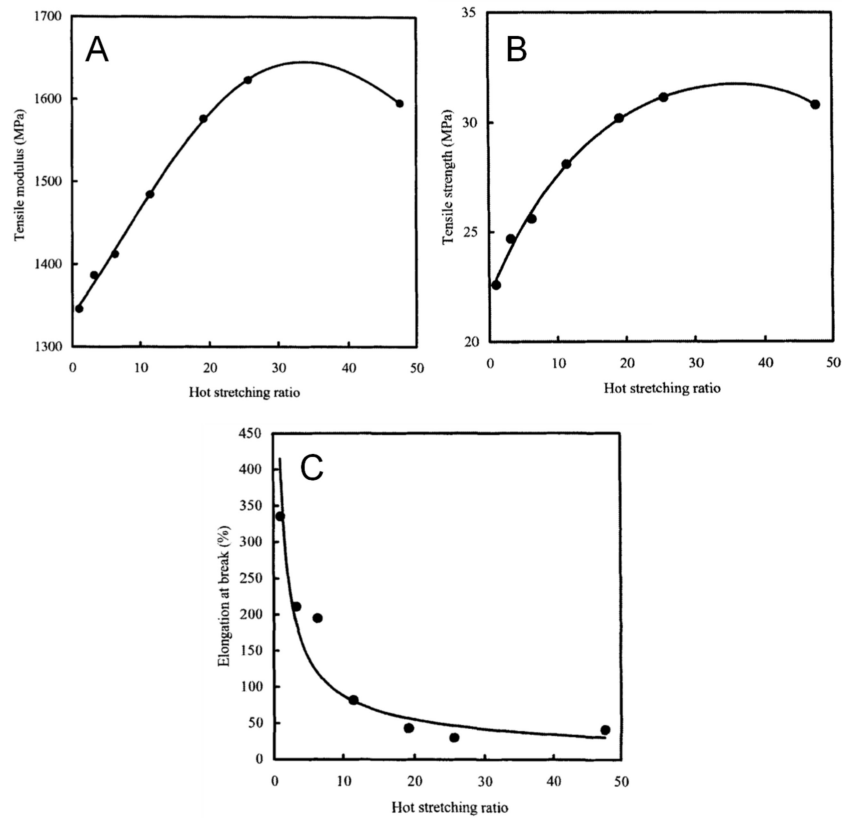 A
Tensile modulus (MPa)
1700
1600
1500
1400
1300
0 10 20 30 40 50
Hot stretching ratio
B
Tensile strength (MPa)
35
30
25
20
0 10 20 30 40 50
Hot stretching ratio
C
Elongation at break (%)
450
400
350
300
250
200
150
100
50
0
0 10 20 30 40 50
Hot stretching ratio